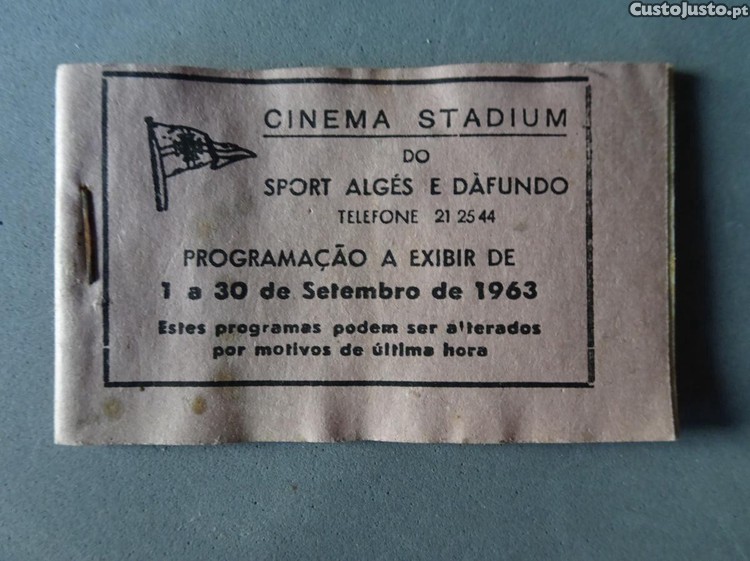 CustoJusto.pt
CINEMA STADIUM
DO
SPORT ALGÉS E DÀFUNDO
TELEFONE 21 25 44
PROGRAMAÇÃO A EXIBIR DE
1 a 30 de Setembro de 1963
Estes programas podem ser alterados
por motivos de última hora